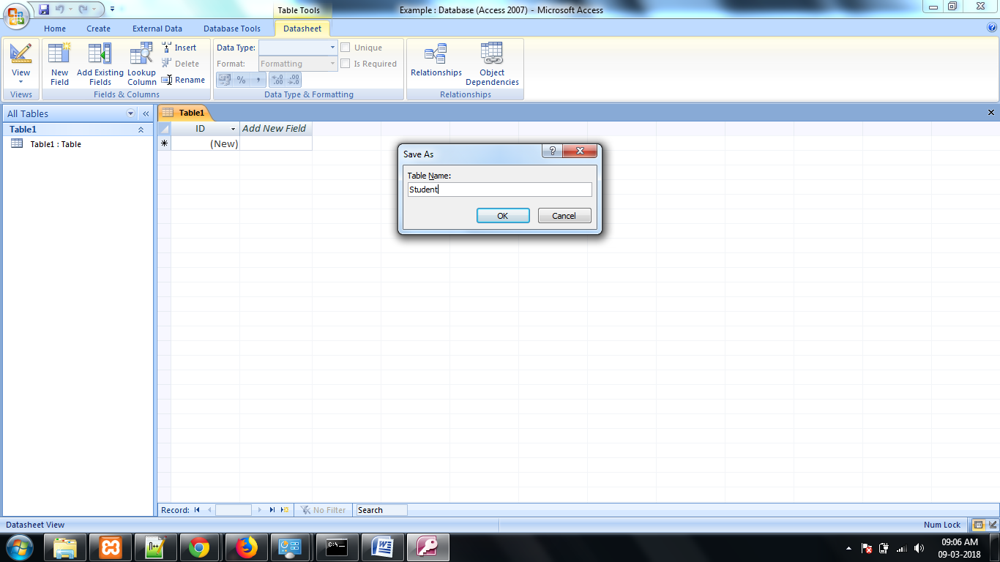 Table Tools
Example : Database (Access 2007) - Microsoft Access
Home Create External Data Database Tools Datasheet
View
Views
New Field
Add Existing Fields
Lookup Column
Insert
Delete
Rename
Fields & Columns
Data Type:
Format: Formatting
% ,
Unique
Is Required
Data Type & Formatting
Relationships
Object Dependencies
Relationships
All Tables
Table1
Table1 : Table
Table1
ID Add New Field
(New)
Save As
Table Name:
Student
OK Cancel
Record: No Filter Search
Datasheet View
Num Lock
C:\_
09:06 AM
09-03-2018